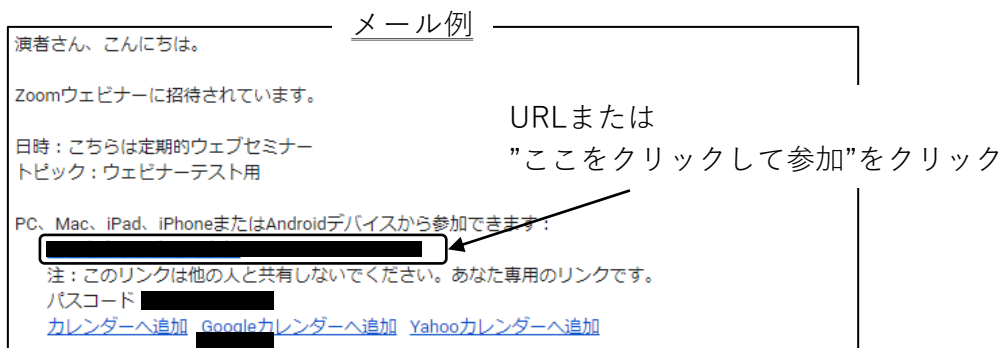 メール例
演者さん、こんにちは。
Zoomウェビナーに招待されています。
日時：こちらは定期的ウェブセミナー
トピック：ウェビナーテスト用
URLまたは
”ここをクリックして参加”をクリック
PC、Mac、iPad、iPhoneまたはAndroidデバイスから参加できます：
注：このリンクは他の人と共有しないでください。あなた専用のリンクです。
パスコード
カレンダーへ追加 Googleカレンダーへ追加 Yahooカレンダーへ追加